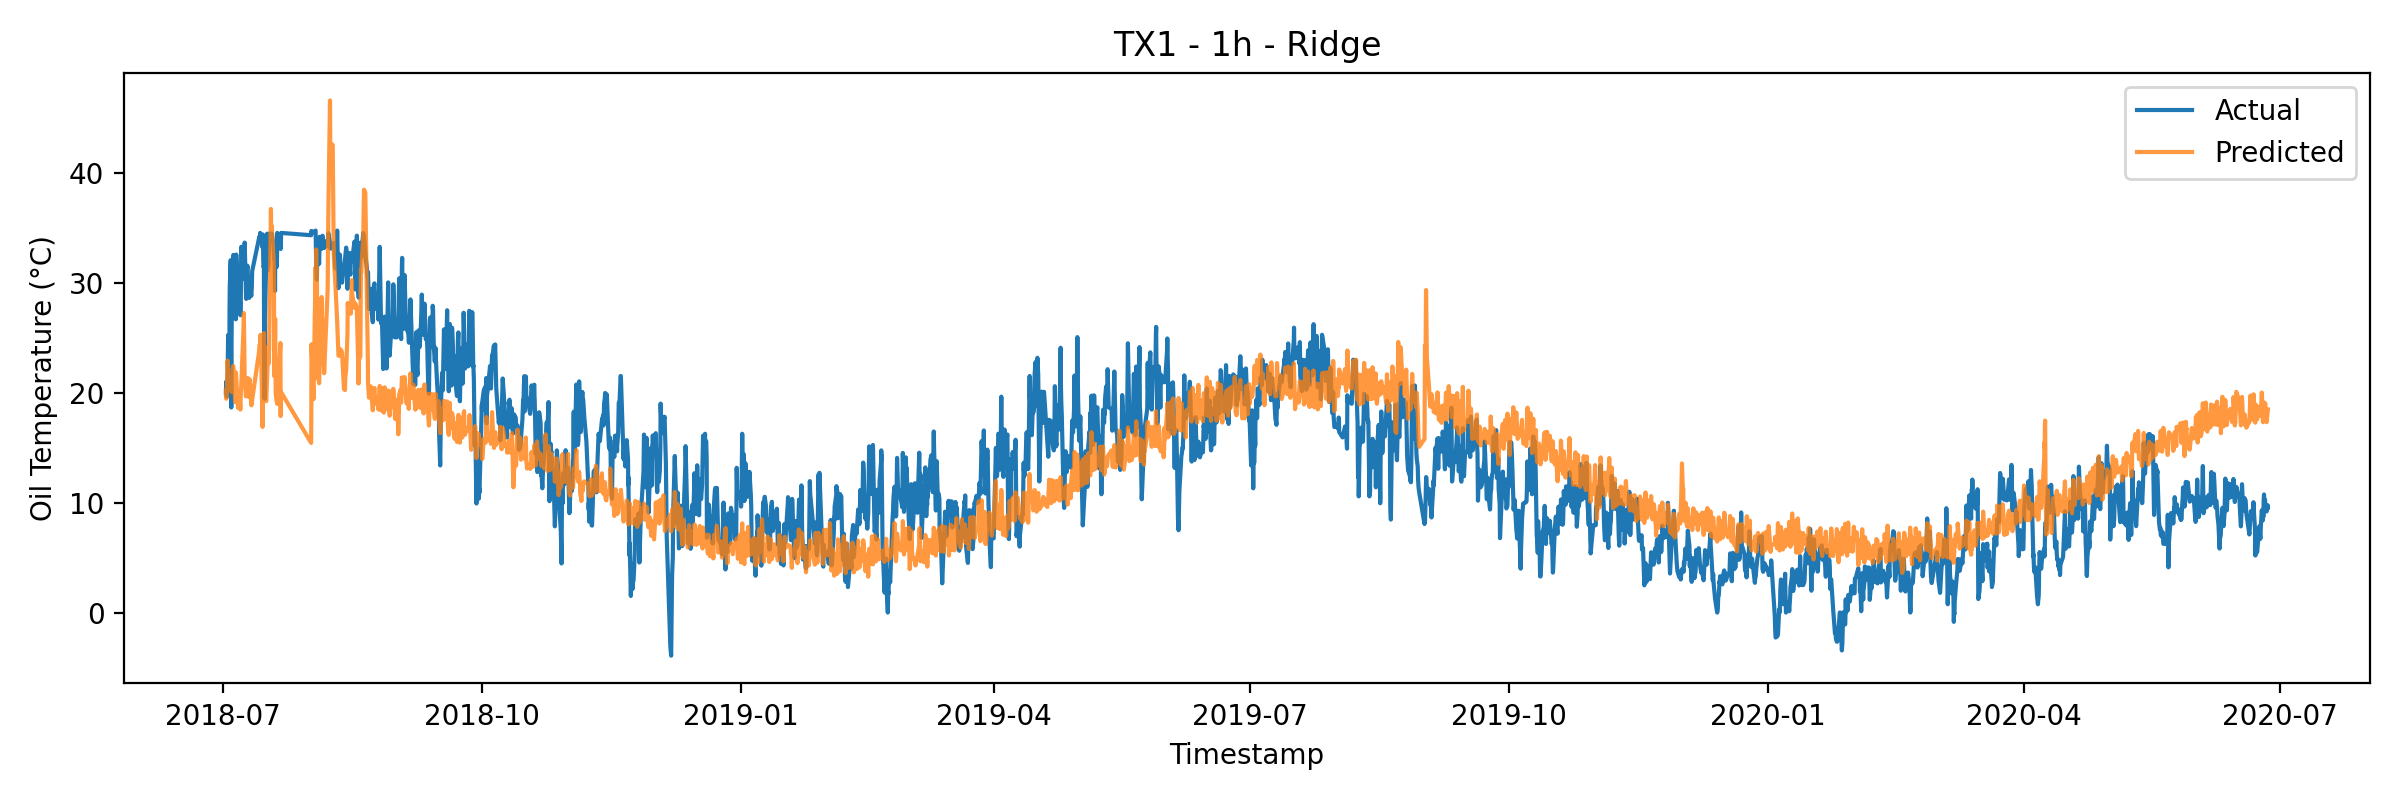 TX1 - 1h - Ridge
Actual
Predicted
Oil Temperature (°C)
40
30
20
10
0
2018-07 2018-10 2019-01 2019-04 2019-07 2019-10 2020-01 2020-04 2020-07
Timestamp